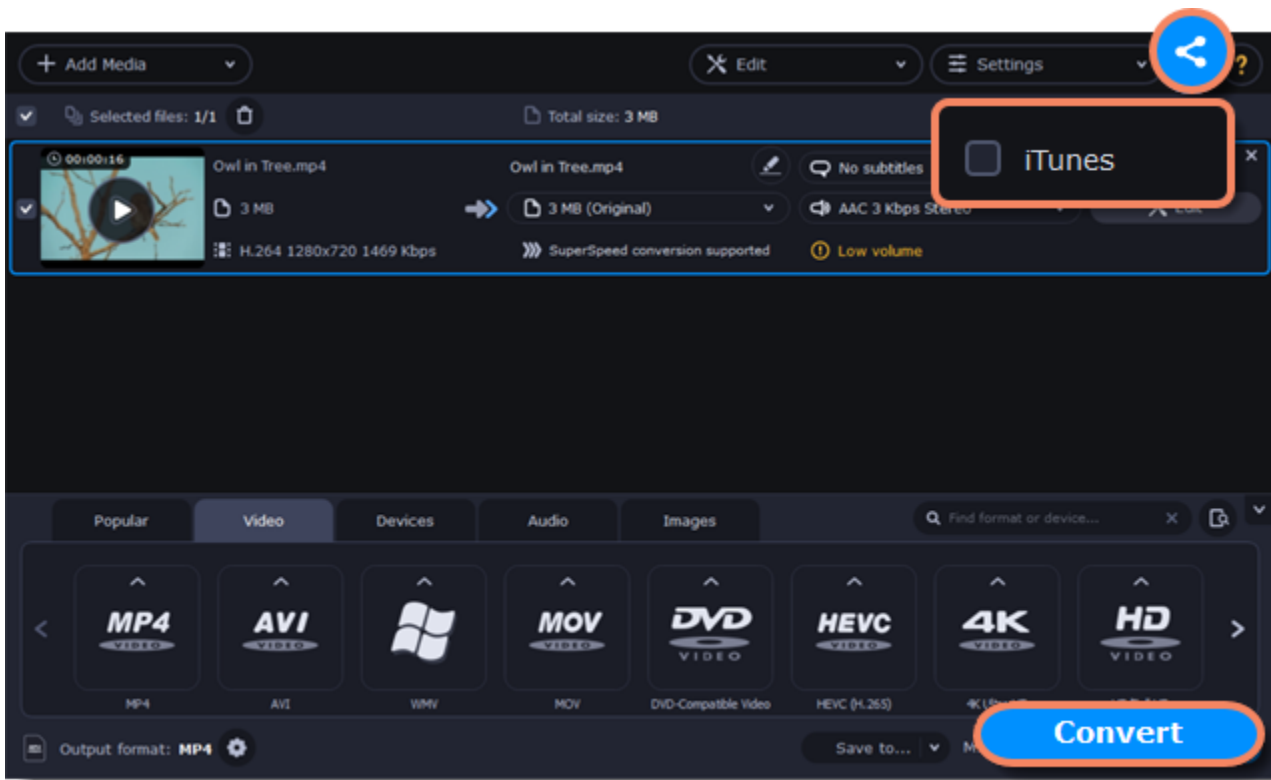 Add Media
Edit
Settings
?
Selected files: 1/1
Total size: 3 MB
iTunes
00:00:16
Owl in Tree.mp4
Owl in Tree.mp4
No subtitles
3 MB
3 MB (Original)
AAC 3 Kbps Stereo
Edit
H.264 1280x720 1469 Kbps
SuperSpeed conversion supported
Low volume
Popular
Video
Devices
Audio
Images
Find format or device...
MP4
VIDEO
AVI
VIDEO
MOV
VIDEO
DVD
VIDEO
HEVC
VIDEO
4K
VIDEO
HD
VIDEO
MP4
AVI
WMV
MOV
DVD-Compatible Video
HEVC (H.265)
Output format: MP4
Save to...
Convert